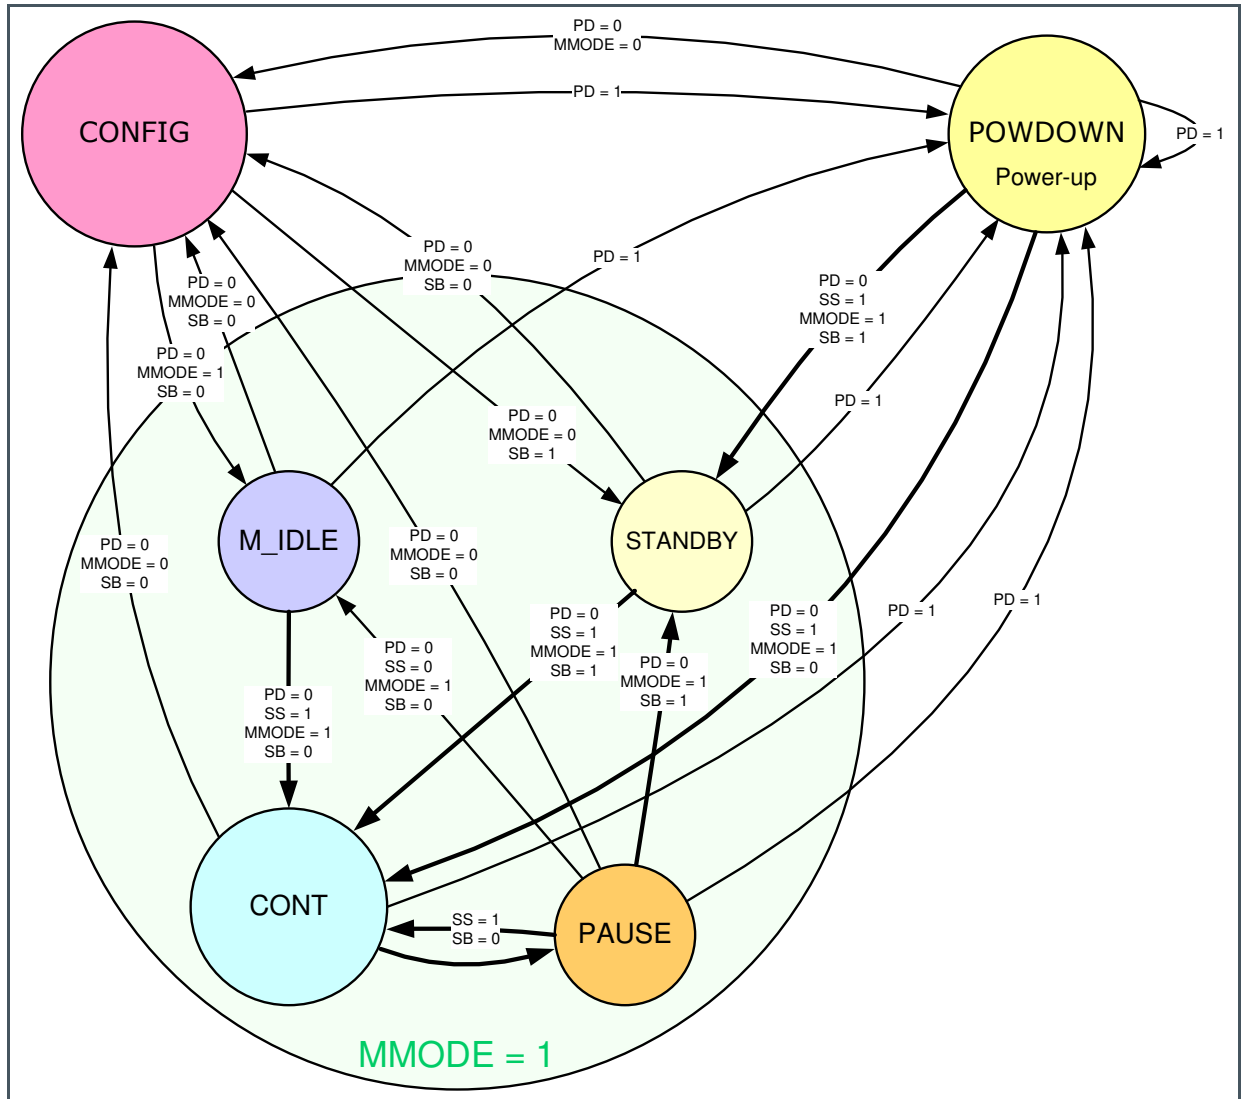 PD = 0
MMODE = 0
PD = 1
CONFIG
POWDOWN
Power-up
PD = 1
PD = 0
MMODE = 0
SB = 0
PD = 1
PD = 0
MMODE = 0
SB = 0
PD = 0
SS = 1
MMODE = 1
SB = 1
PD = 0
MMODE = 1
SB = 0
PD = 1
PD = 0
MMODE = 0
SB = 1
M_IDLE
STANDBY
PD = 0
MMODE = 0
SB = 0
PD = 0
MMODE = 0
SB = 0
PD = 0
SS = 1
MMODE = 1
SB = 1
PD = 0
SS = 1
MMODE = 1
SB = 0
PD = 1
PD = 1
PD = 0
SS = 0
MMODE = 1
SB = 0
PD = 0
MMODE = 1
SB = 1
PD = 0
SS = 1
MMODE = 1
SB = 0
CONT
SS = 1
SB = 0
PAUSE
MMODE = 1